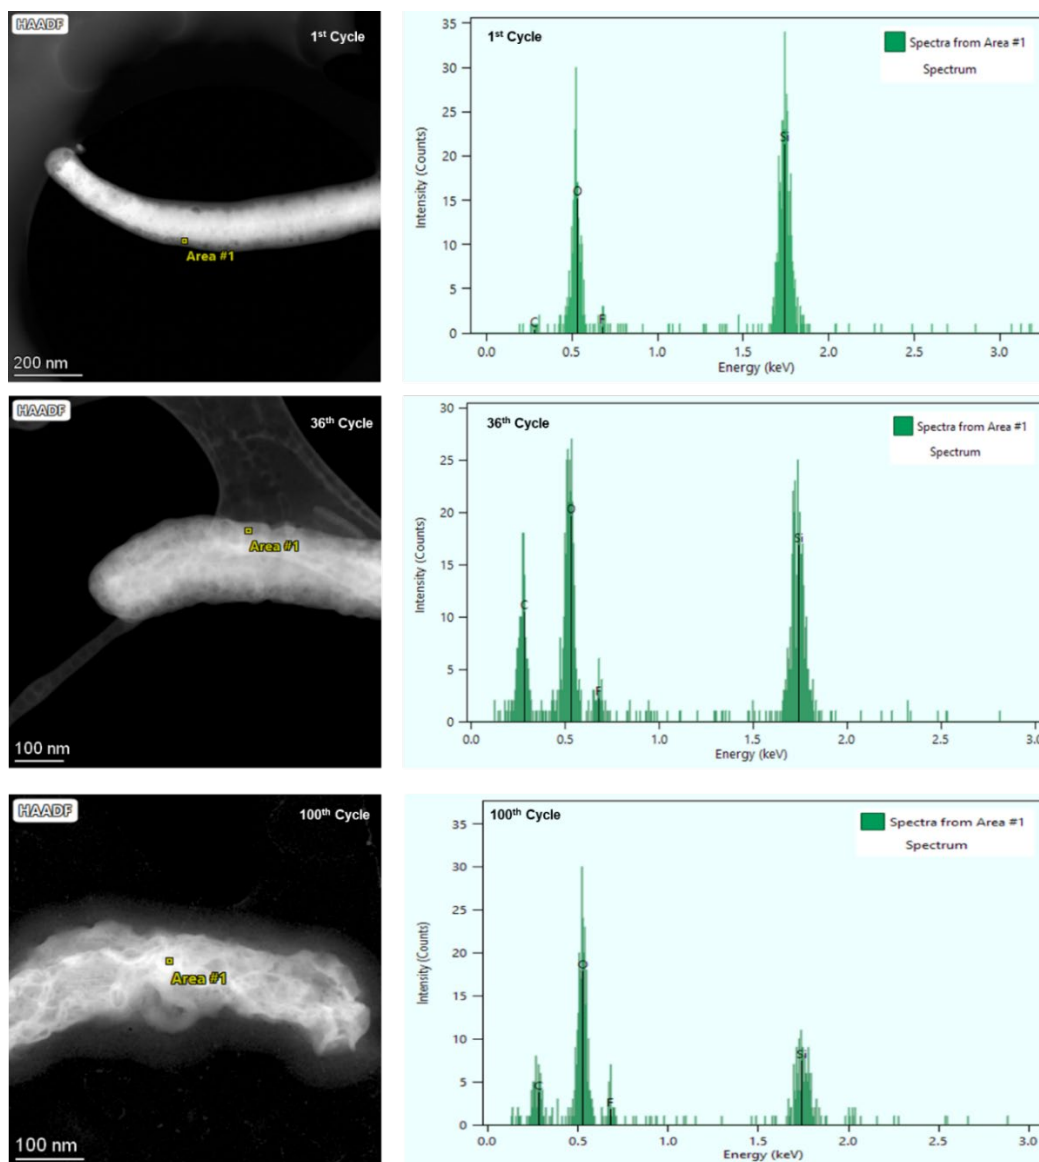 HAADF
1st Cycle
Area #1
200 nm
1st Cycle
Spectra from Area #1
Spectrum
Intensity (Counts)
35
30
25
20
15
10
5
0
C
O
F
Si
0.0 0.5 1.0 1.5 2.0 2.5 3.0
Energy (keV)
HAADF
36th Cycle
Area #1
100 nm
36th Cycle
Spectra from Area #1
Spectrum
Intensity (Counts)
30
25
20
15
10
5
0
C
O
F
Si
0.0 0.5 1.0 1.5 2.0 2.5 3.0
Energy (keV)
HAADF
100th Cycle
Area #1
100 nm
100th Cycle
Spectra from Area #1
Spectrum
Intensity (Counts)
35
30
25
20
15
10
5
0
C
O
F
Si
0.0 0.5 1.0 1.5 2.0 2.5 3.0
Energy (keV)